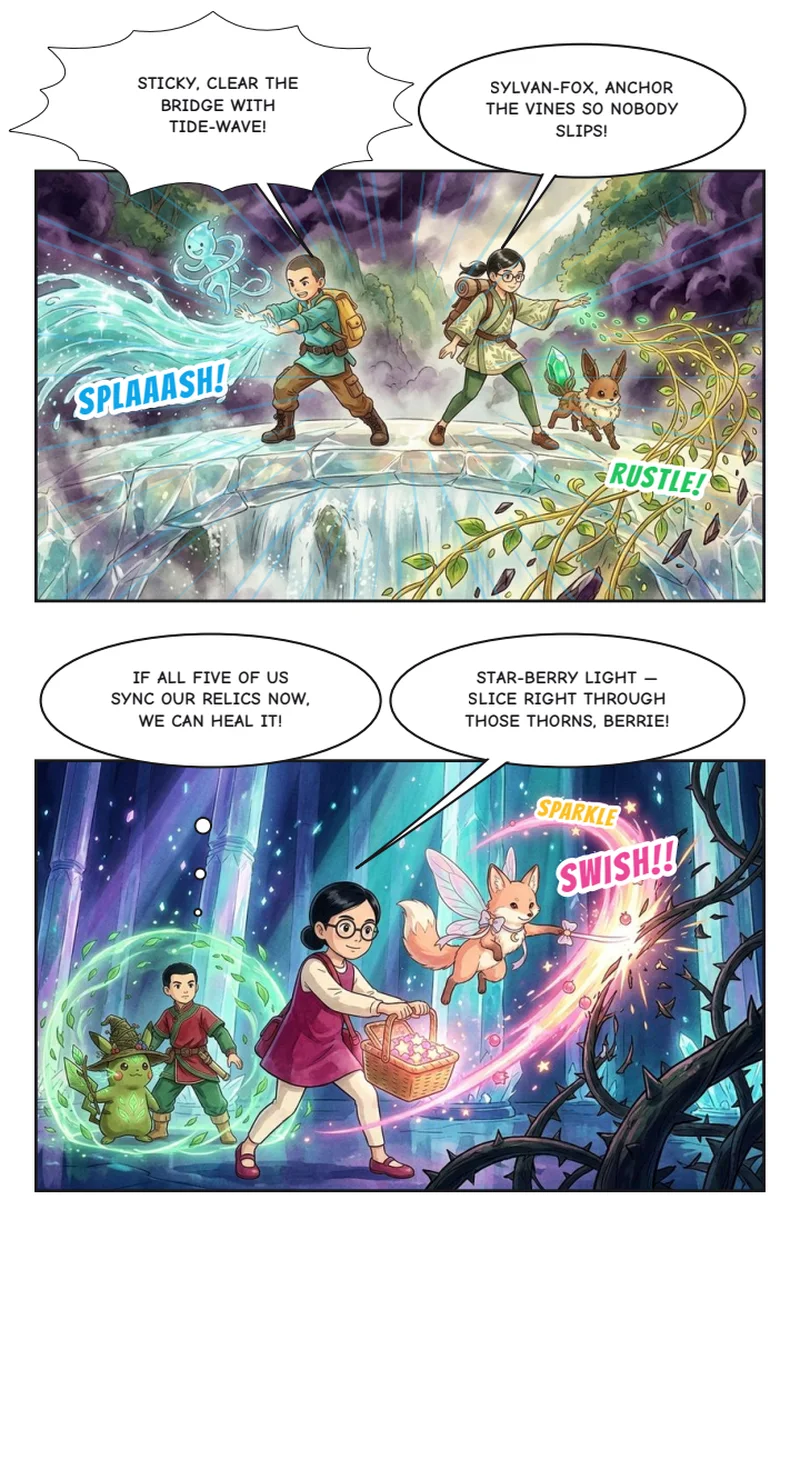 STICKY, CLEAR THE
BRIDGE WITH
TIDE-WAVE!
SYLVAN-FOX, ANCHOR
THE VINES SO NOBODY
SLIPS!
SPLAAASH!
RUSTLE!
IF ALL FIVE OF US
SYNC OUR RELICS NOW,
WE CAN HEAL IT!
STAR-BERRY LIGHT —
SLICE RIGHT THROUGH
THOSE THORNS, BERRIE!
SPARKLE
SWISH!!